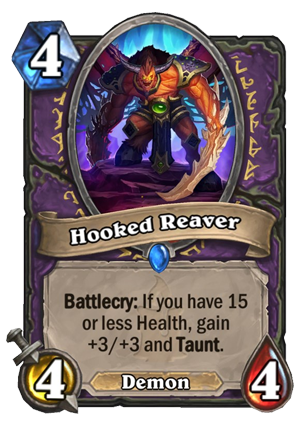 4
Hooked Reaver
Battlecry: If you have 15
or less Health, gain
+3/+3 and Taunt.
4
Demon
4